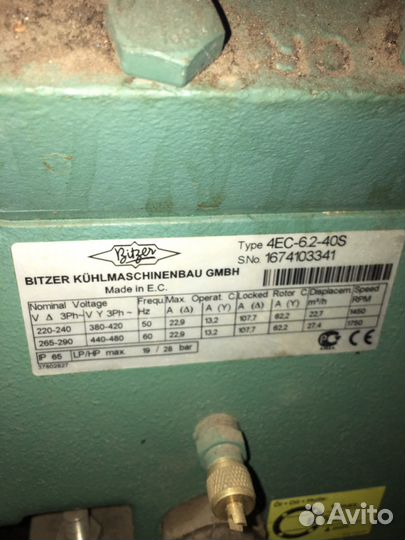 CR
Bitzer
Type 4EC-6.2-40S
S.No. 1674103341
BITZER KÜHLMASCHINENBAU GMBH
Made in E.C.
Nominal Voltage Frequ. Max. Operat. C. Locked Rotor C. Displacem. Speed
V Δ 3Ph~ V Y 3Ph~ Hz A (Δ) A (Y) A (Δ) A (Y) m³/h RPM
220-240 380-420 50 22,9 13,2 107,7 62,2 22,7 1450
265-290 440-480 60 22,9 13,2 107,7 62,2 27,4 1750
IP 65 LP/HP max. 19 / 28 bar CE
37802827
Avito